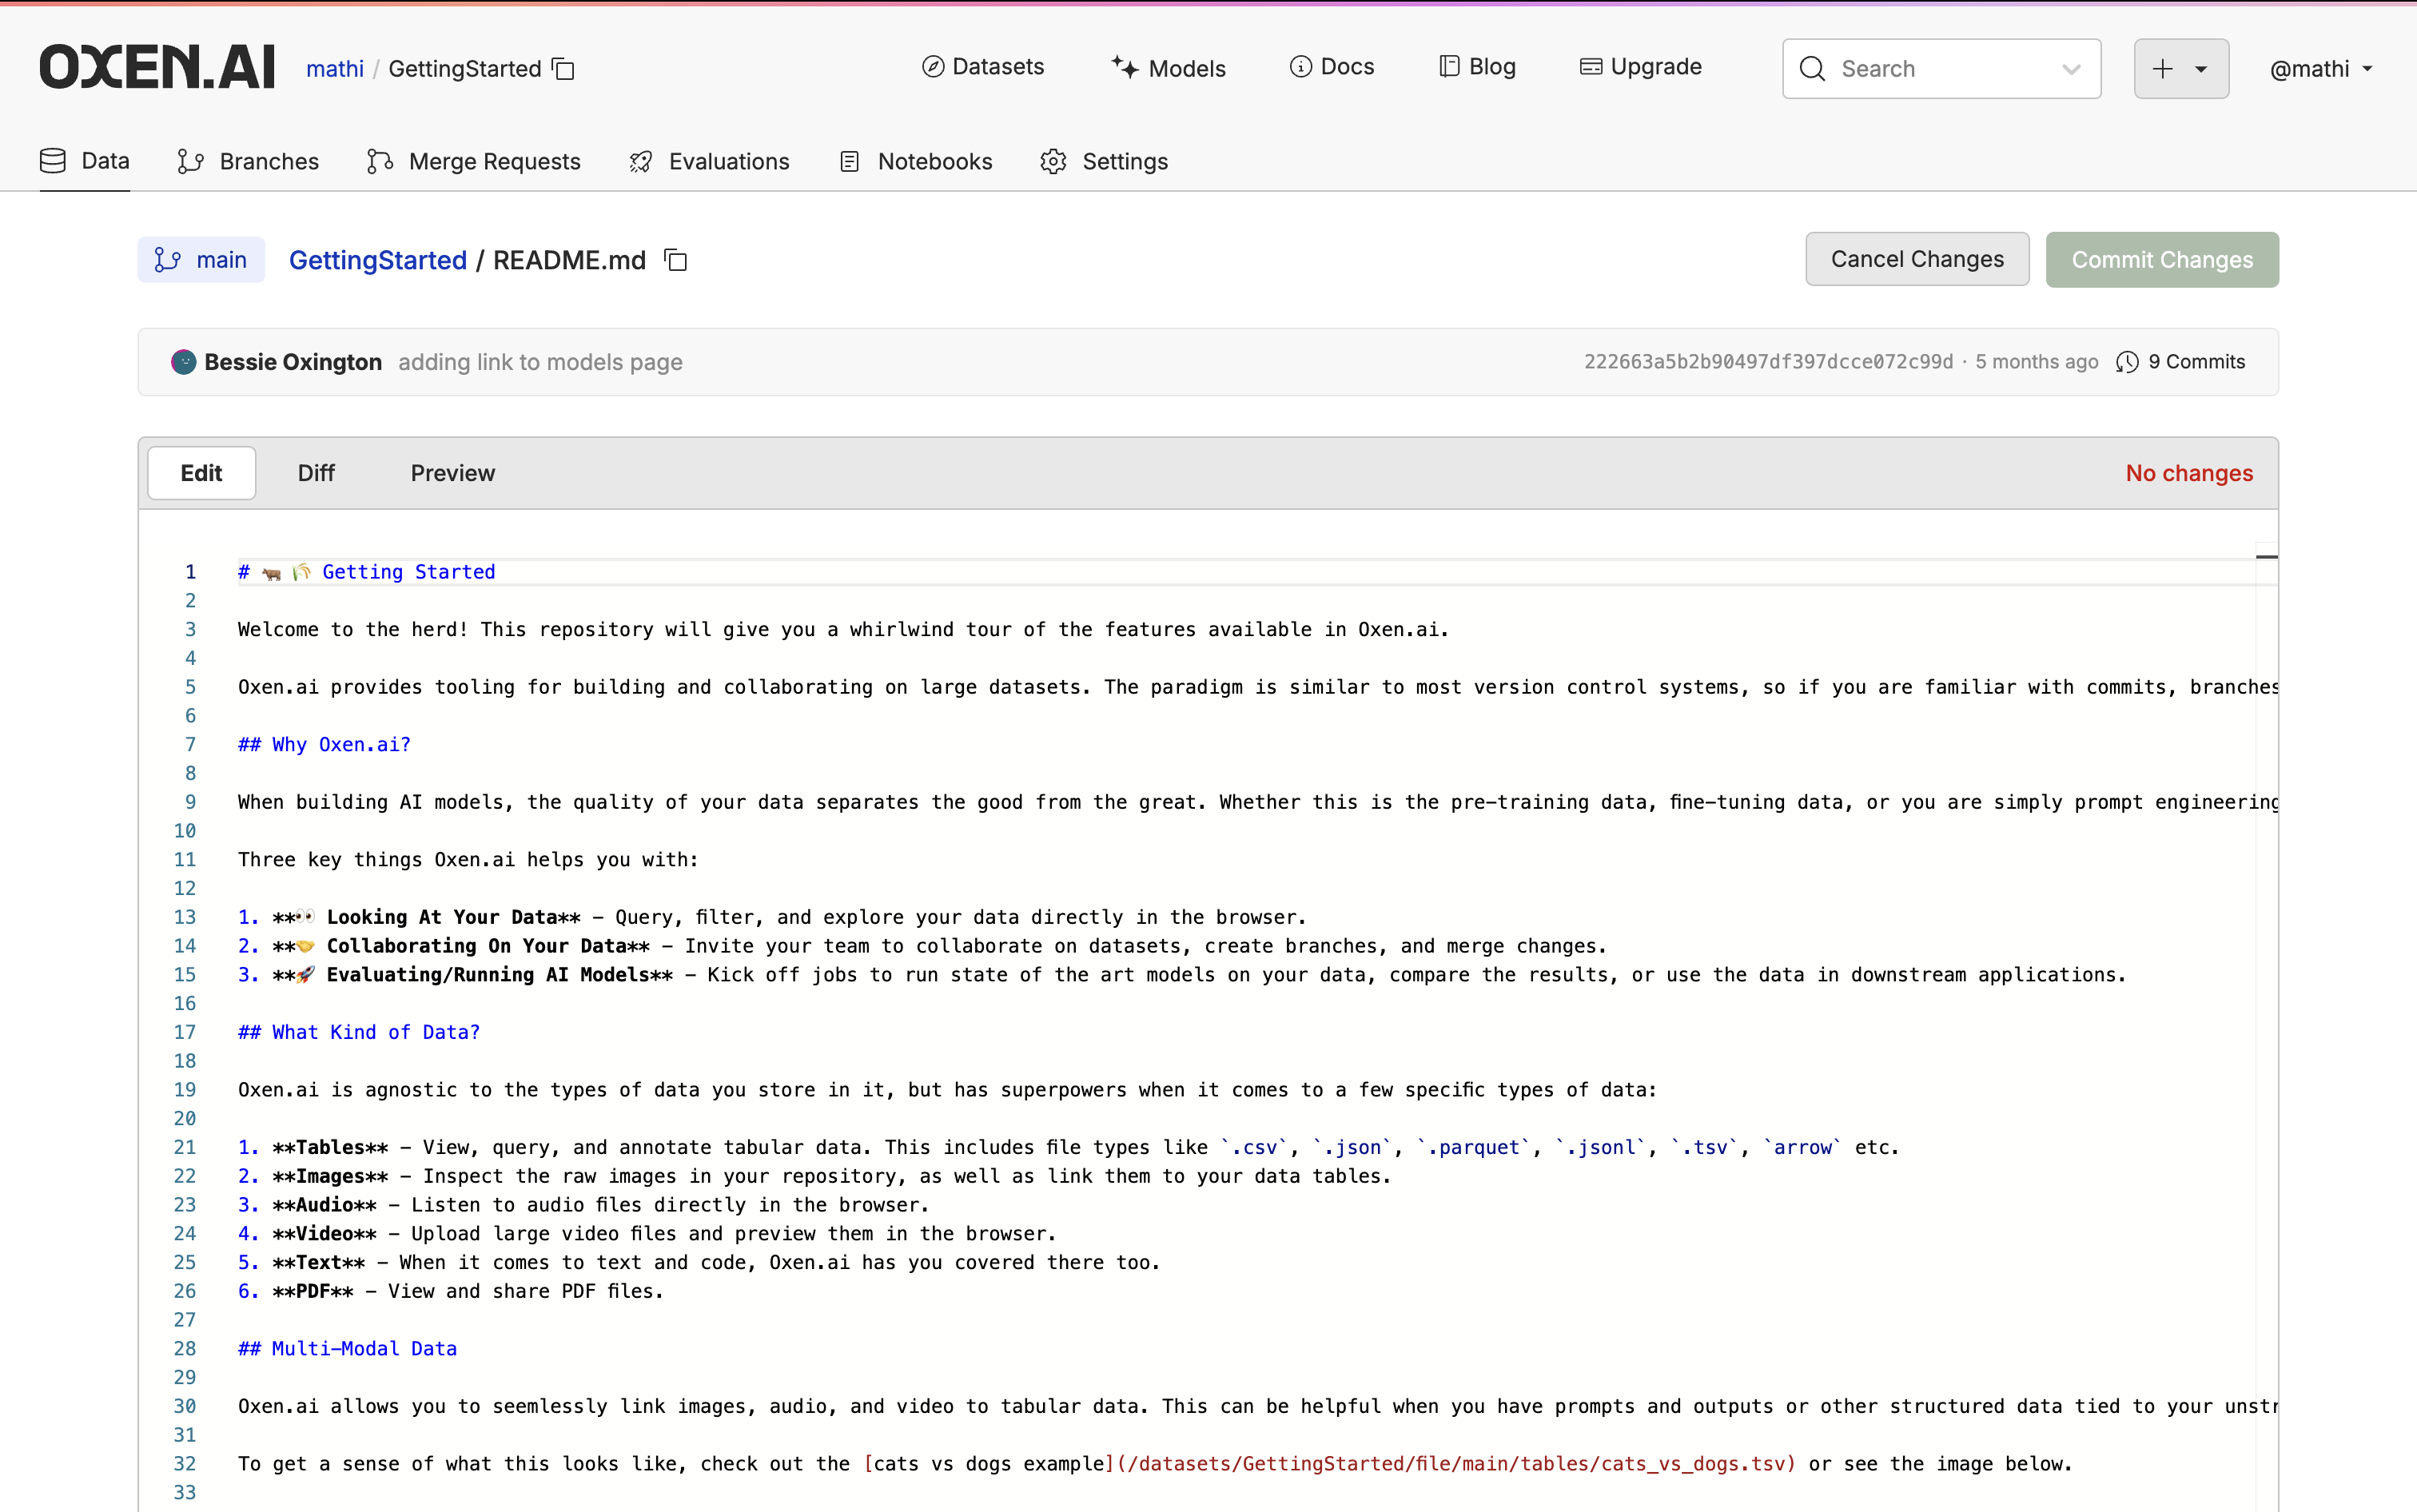 OXEN.AI mathi / GettingStarted Datasets Models Docs Blog Upgrade Search @mathi
Data Branches Merge Requests Evaluations Notebooks Settings
main GettingStarted / README.md Cancel Changes Commit Changes
Bessie Oxington adding link to models page 222663a5b2b90497df397dcce072c99d · 5 months ago 9 Commits
Edit Diff Preview No changes
1 # 🐂 🌾 Getting Started
2
3 Welcome to the herd! This repository will give you a whirlwind tour of the features available in Oxen.ai.
4
5 Oxen.ai provides tooling for building and collaborating on large datasets. The paradigm is similar to most version control systems, so if you are familiar with commits, branches
6
7 ## Why Oxen.ai?
8
9 When building AI models, the quality of your data separates the good from the great. Whether this is the pre-training data, fine-tuning data, or you are simply prompt engineering
10
11 Three key things Oxen.ai helps you with:
12
13 1. **👀 Looking At Your Data** - Query, filter, and explore your data directly in the browser.
14 2. **🤝 Collaborating On Your Data** - Invite your team to collaborate on datasets, create branches, and merge changes.
15 3. **🚀 Evaluating/Running AI Models** - Kick off jobs to run state of the art models on your data, compare the results, or use the data in downstream applications.
16
17 ## What Kind of Data?
18
19 Oxen.ai is agnostic to the types of data you store in it, but has superpowers when it comes to a few specific types of data:
20
21 1. **Tables** - View, query, and annotate tabular data. This includes file types like `.csv`, `.json`, `.parquet`, `.jsonl`, `.tsv`, `arrow` etc.
22 2. **Images** - Inspect the raw images in your repository, as well as link them to your data tables.
23 3. **Audio** - Listen to audio files directly in the browser.
24 4. **Video** - Upload large video files and preview them in the browser.
25 5. **Text** - When it comes to text and code, Oxen.ai has you covered there too.
26 6. **PDF** - View and share PDF files.
27
28 ## Multi-Modal Data
29
30 Oxen.ai allows you to seemlessly link images, audio, and video to tabular data. This can be helpful when you have prompts and outputs or other structured data tied to your unstr
31
32 To get a sense of what this looks like, check out the [cats vs dogs example](/datasets/GettingStarted/file/main/tables/cats_vs_dogs.tsv) or see the image below.
33